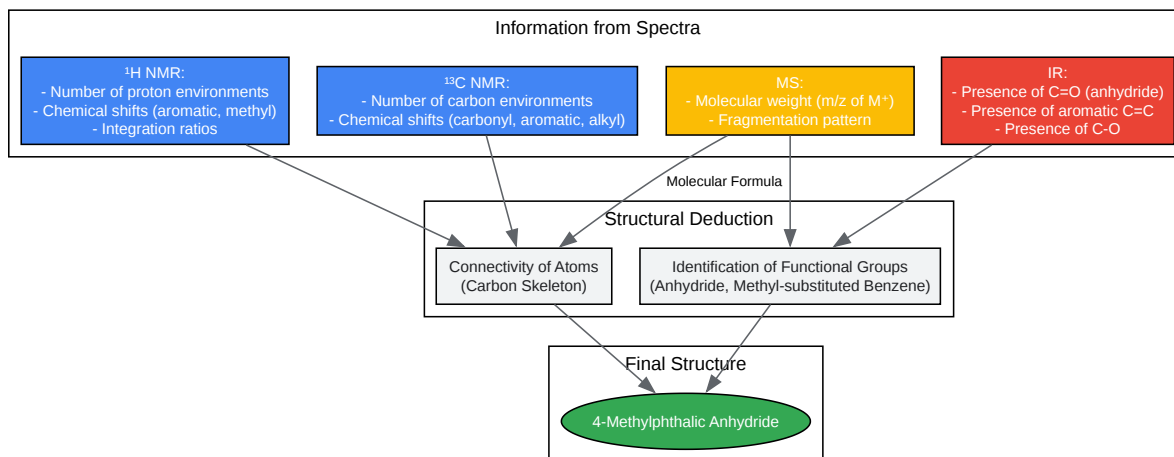 Information from Spectra
¹H NMR:
- Number of proton environments
- Chemical shifts (aromatic, methyl)
- Integration ratios
¹³C NMR:
- Number of carbon environments
- Chemical shifts (carbonyl, aromatic, alkyl)
MS:
- Molecular weight (m/z of M⁺)
- Fragmentation pattern
IR:
- Presence of C=O (anhydride)
- Presence of aromatic C=C
- Presence of C-O
Molecular Formula
Structural Deduction
Connectivity of Atoms
(Carbon Skeleton)
Identification of Functional Groups
(Anhydride, Methyl-substituted Benzene)
Final Structure
4-Methylphthalic Anhydride